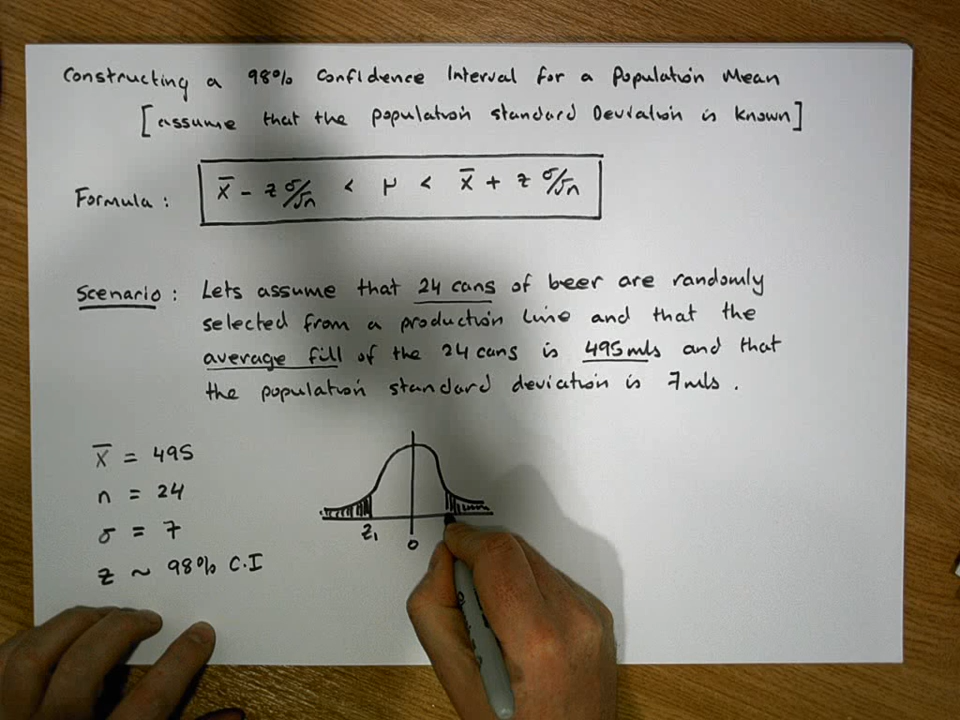 Constructing a 98% Confidence Interval for a Population Mean
[assume that the population standard Deviation is known]
Formula : x̄ - z σ/√n < μ < x̄ + z σ/√n
Scenario : Lets assume that 24 cans of beer are randomly
selected from a production line and that the
average fill of the 24 cans is 495mls and that
the population standard deviation is 7mls.
x̄ = 495
n = 24
σ = 7
z ~ 98% C.I
z₁ 0